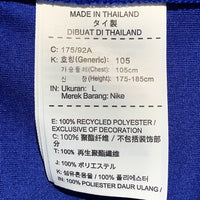 MADE IN THAILAND
タイ製
DIBUAT DI THAILAND
C: 175/92A
K: 호칭(Generic): 105
가슴둘레(Chest): 105cm
신장(Height): 175-185cm
IN: Ukuran: L
Merek Barang: Nike
E: 100% RECYCLED POLYESTER /
EXCLUSIVE OF DECORATION
C: 100% 聚酯纤维 / 不包括装饰部分
T: 100% 再生聚酯纖維
J: 100% ポリエステル
K: 섬유혼용율 / 100% 폴리에스터
IN: 100% POLIESTER DAUR ULANG /